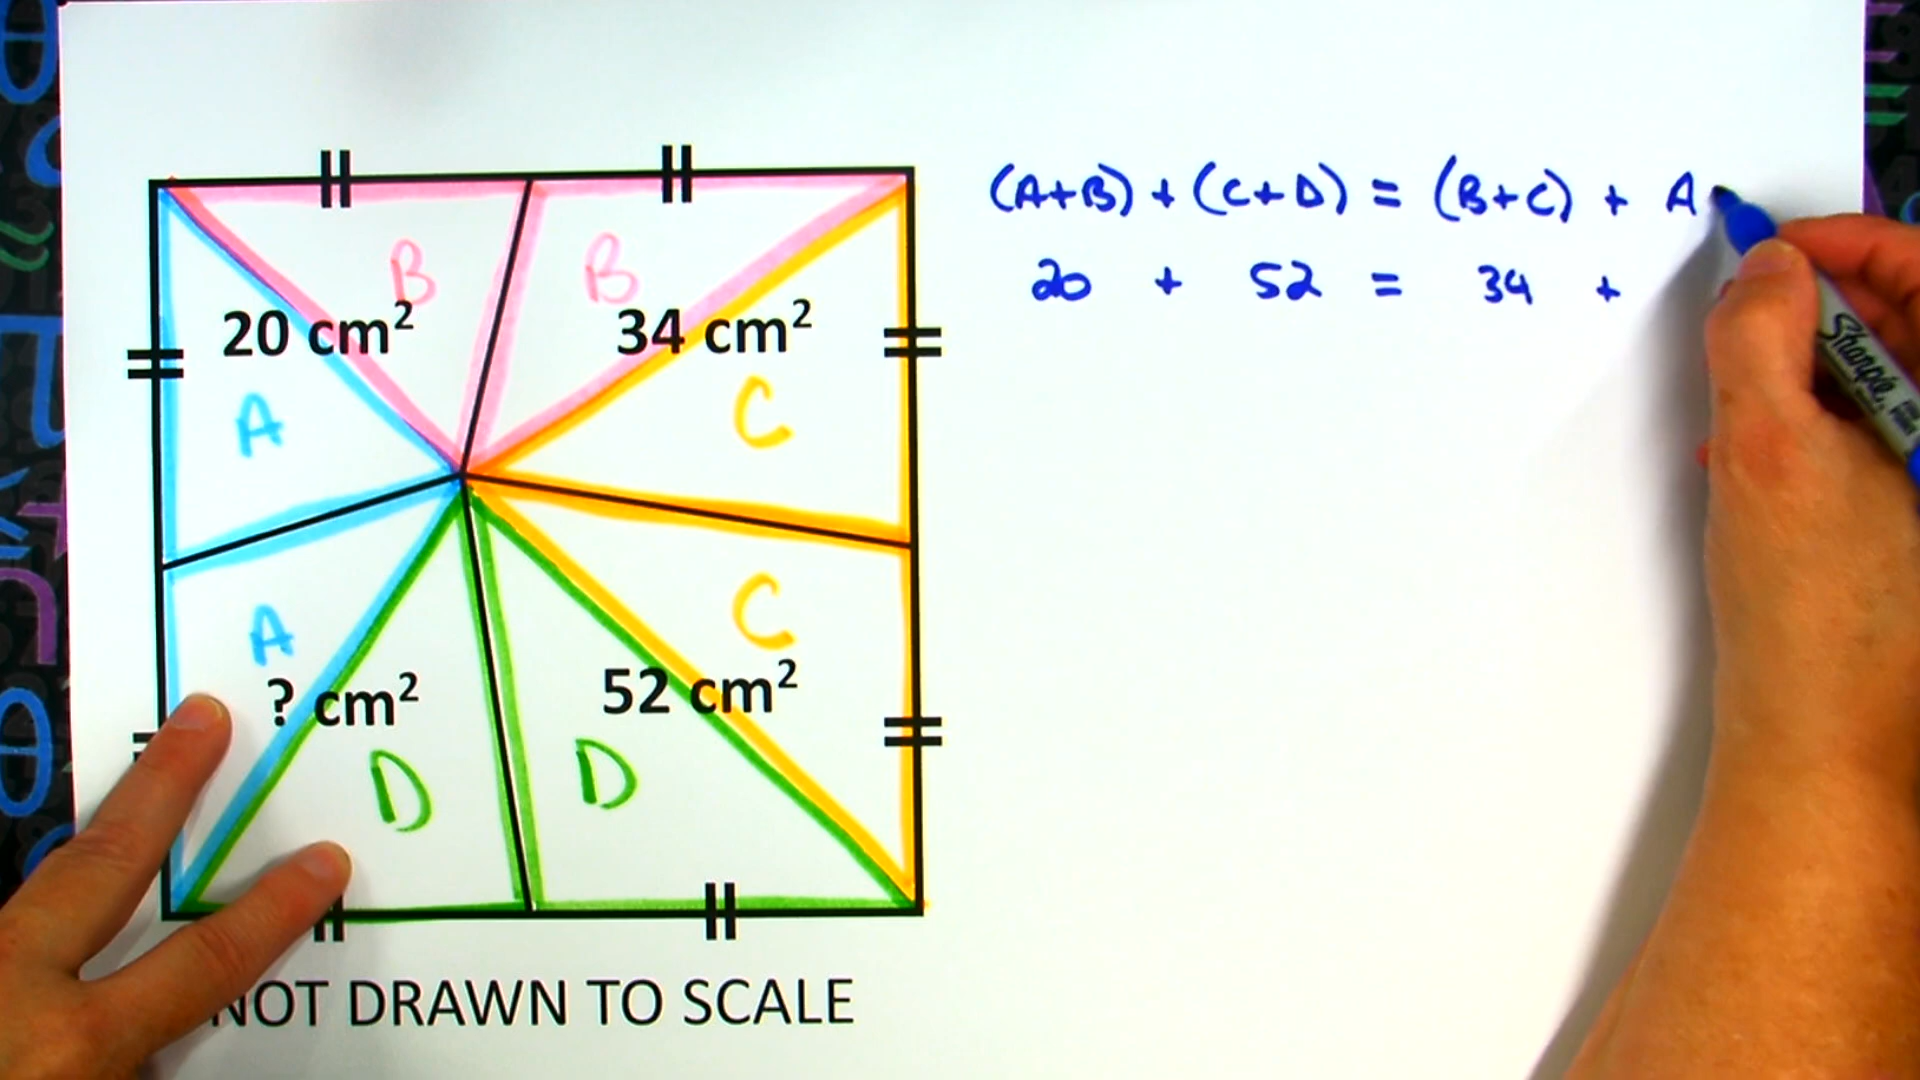 (A+B) + (C+D) = (B+C) + A
20 + 52 = 34 +
B B
20 cm² 34 cm²
A C
A C
? cm² 52 cm²
D D
NOT DRAWN TO SCALE
Sharpie